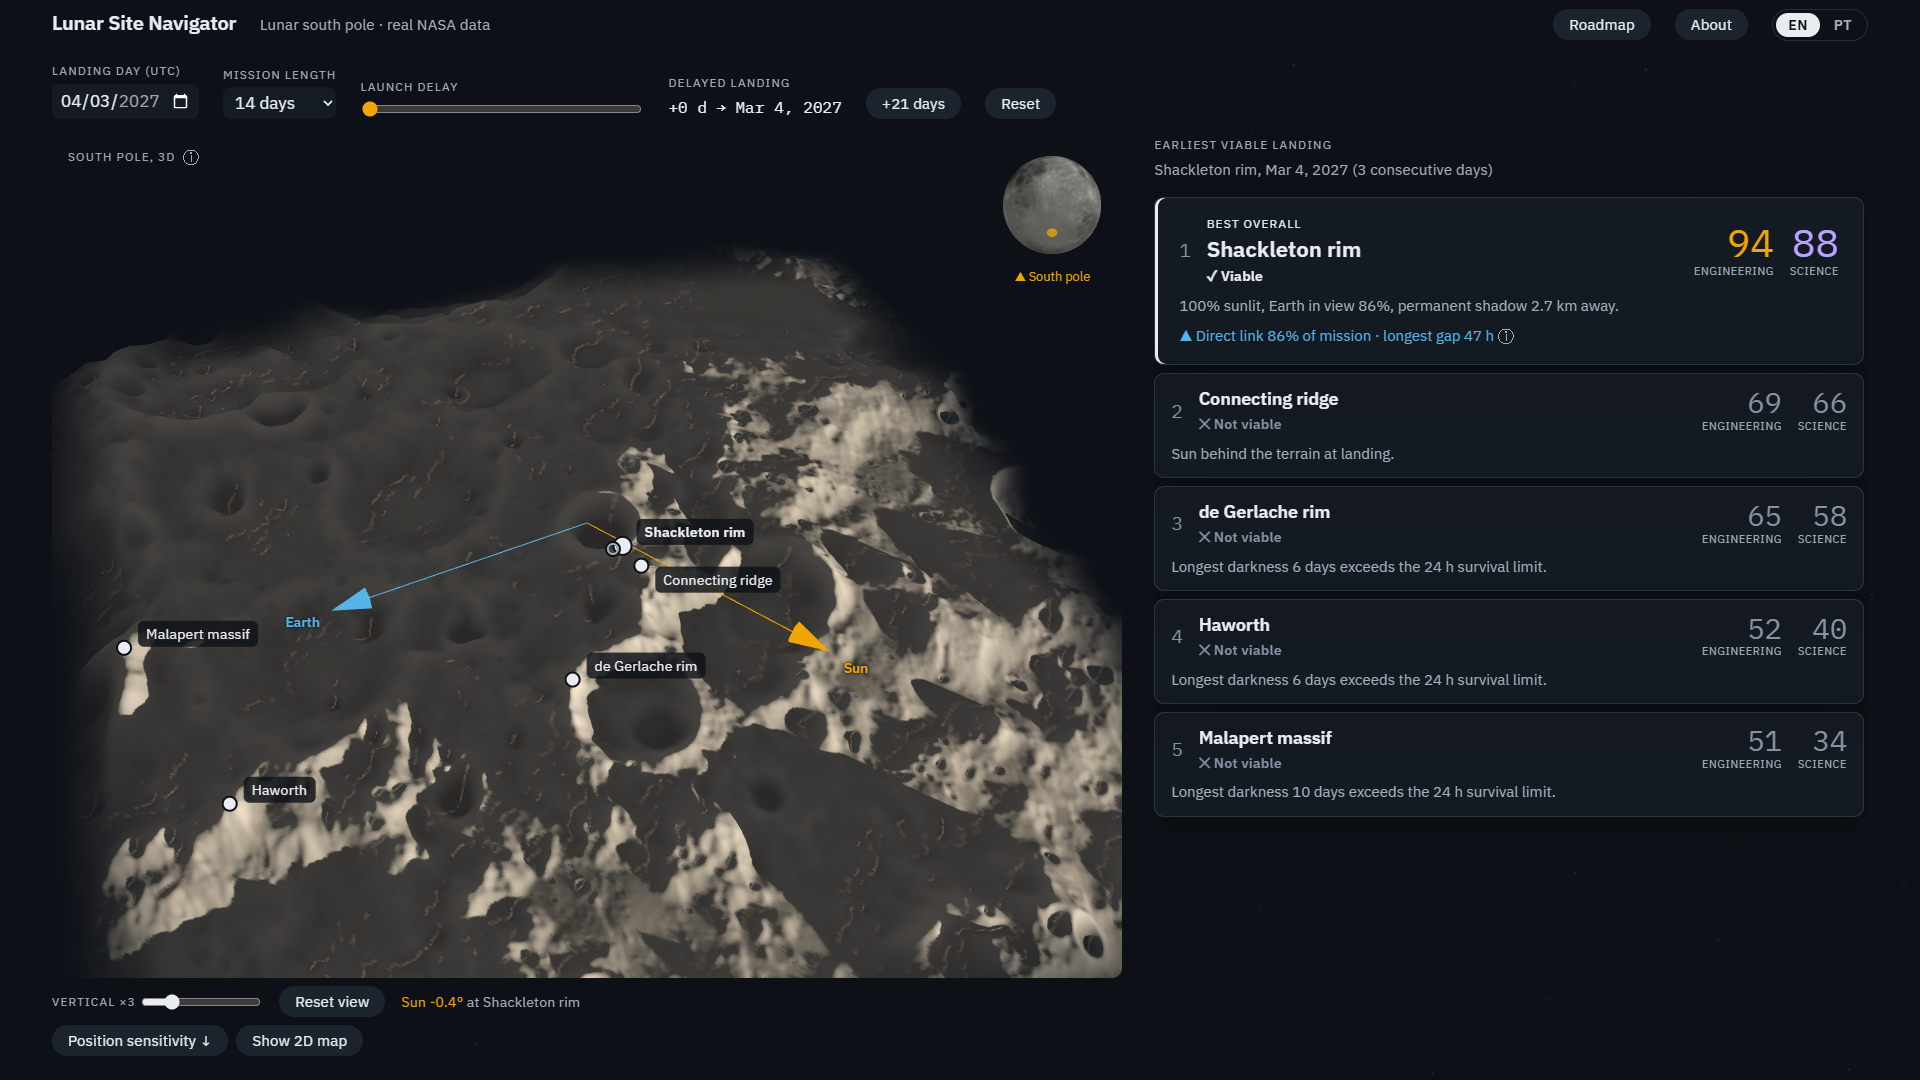 Lunar Site Navigator
Lunar south pole · real NASA data
Roadmap
About
EN
PT
LANDING DAY (UTC)
04/03/2027
MISSION LENGTH
14 days
LAUNCH DELAY
DELAYED LANDING
+0 d → Mar 4, 2027
+21 days
Reset
SOUTH POLE, 3D ⓘ
▲ South pole
Shackleton rim
Connecting ridge
Earth
Malapert massif
de Gerlache rim
Sun
Haworth
VERTICAL ×3
Reset view
Sun -0.4° at Shackleton rim
Position sensitivity ↓
Show 2D map
EARLIEST VIABLE LANDING
Shackleton rim, Mar 4, 2027 (3 consecutive days)
BEST OVERALL
1 Shackleton rim
✓ Viable
94 ENGINEERING
88 SCIENCE
100% sunlit, Earth in view 86%, permanent shadow 2.7 km away.
▲ Direct link 86% of mission · longest gap 47 h ⓘ
2 Connecting ridge
✕ Not viable
69 ENGINEERING
66 SCIENCE
Sun behind the terrain at landing.
3 de Gerlache rim
✕ Not viable
65 ENGINEERING
58 SCIENCE
Longest darkness 6 days exceeds the 24 h survival limit.
4 Haworth
✕ Not viable
52 ENGINEERING
40 SCIENCE
Longest darkness 6 days exceeds the 24 h survival limit.
5 Malapert massif
✕ Not viable
51 ENGINEERING
34 SCIENCE
Longest darkness 10 days exceeds the 24 h survival limit.